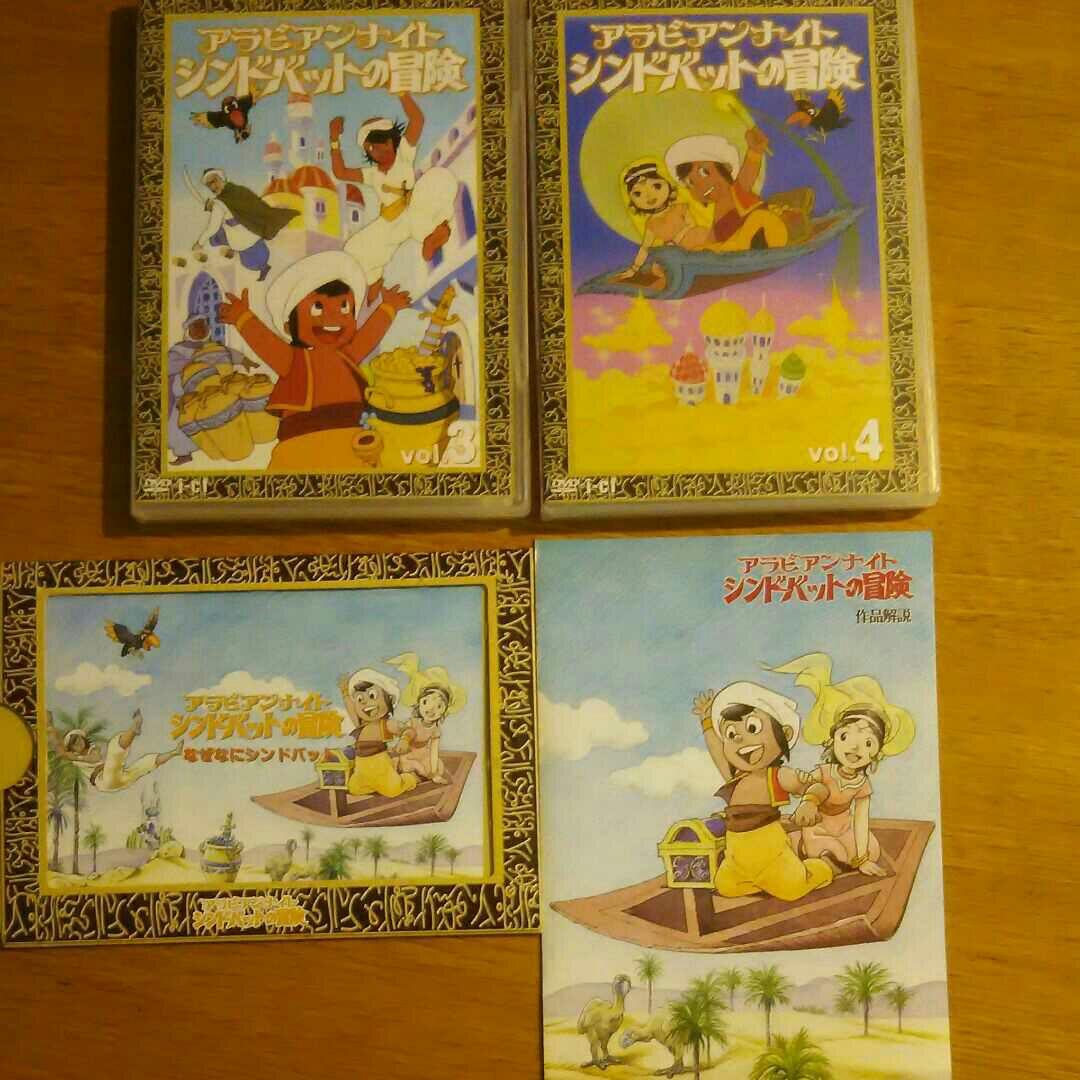 アラビアンナイト
シンドバットの冒険
vol.3
DVD i-cf
アラビアンナイト
シンドバットの冒険
vol.4
DVD i-cf
アラビアンナイト
シンドバットの冒険
なぜなにシンドバット
アラビアンナイト
シンドバットの冒険
アラビアンナイト
シンドバットの冒険
作品解説